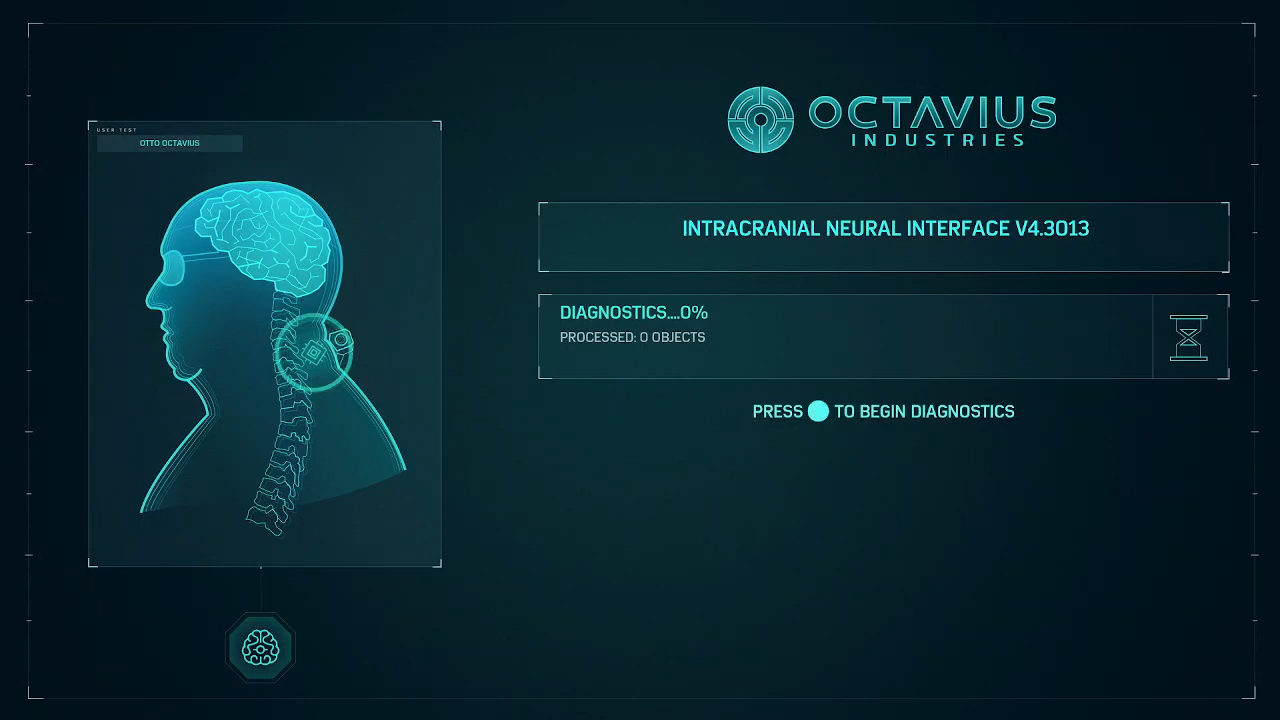 USER TEST
OTTO OCTAVIUS
OCTAVIUS
INDUSTRIES
INTRACRANIAL NEURAL INTERFACE V4.3013
DIAGNOSTICS....0%
PROCESSED: 0 OBJECTS
PRESS TO BEGIN DIAGNOSTICS